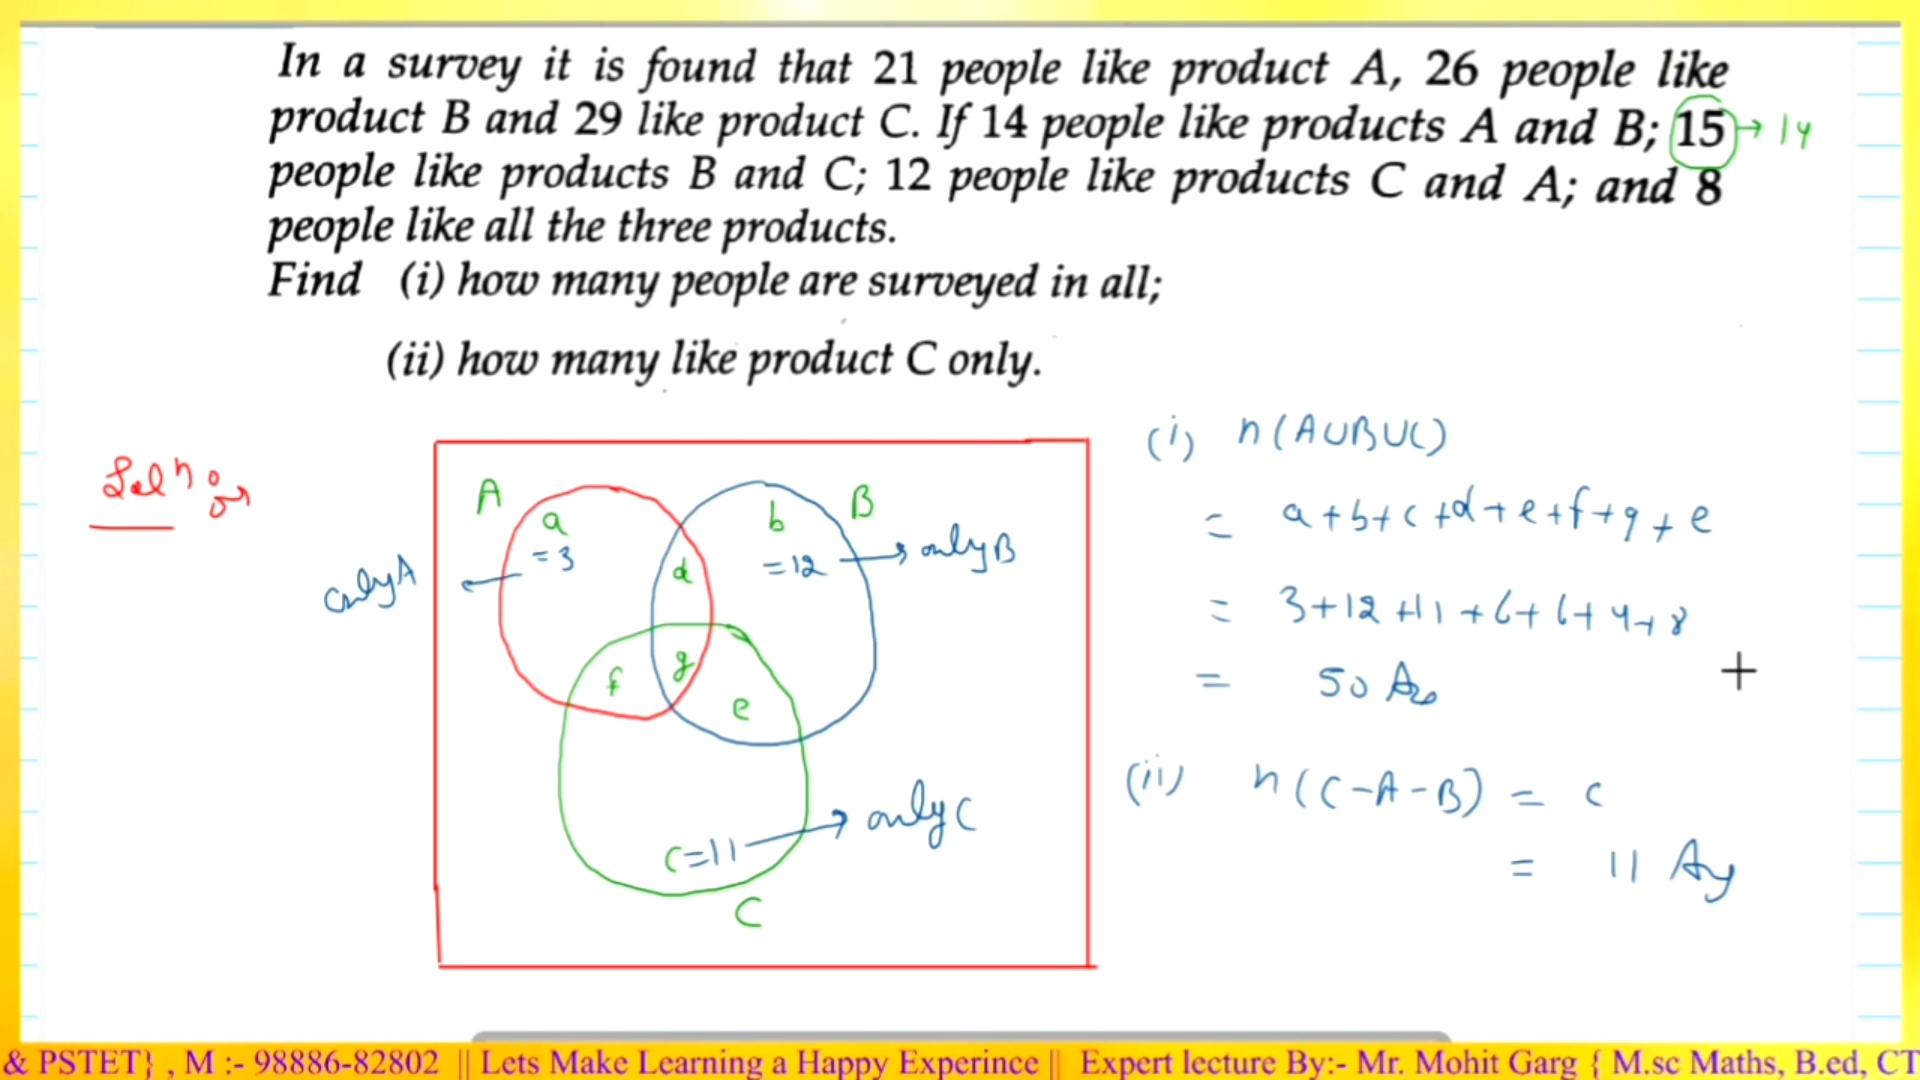 In a survey it is found that 21 people like product A, 26 people like
product B and 29 like product C. If 14 people like products A and B; 15 → 14
people like products B and C; 12 people like products C and A; and 8
people like all the three products.
Find (i) how many people are surveyed in all;
(ii) how many like product C only.
Solⁿ
A
a
= 3
only A
b
= 12
B
only B
d
f
g
e
C=11
only C
C
(i) n(A∪B∪C)
= a+b+c+d+e+f+g+e
= 3+12+11+6+6+4+8
= 50 Ans
(ii) n(C-A-B) = c
= 11 Ans
& PSTET} , M :- 98886-82802 || Lets Make Learning a Happy Experince || Expert lecture By:- Mr. Mohit Garg { M.sc Maths, B.ed, CT